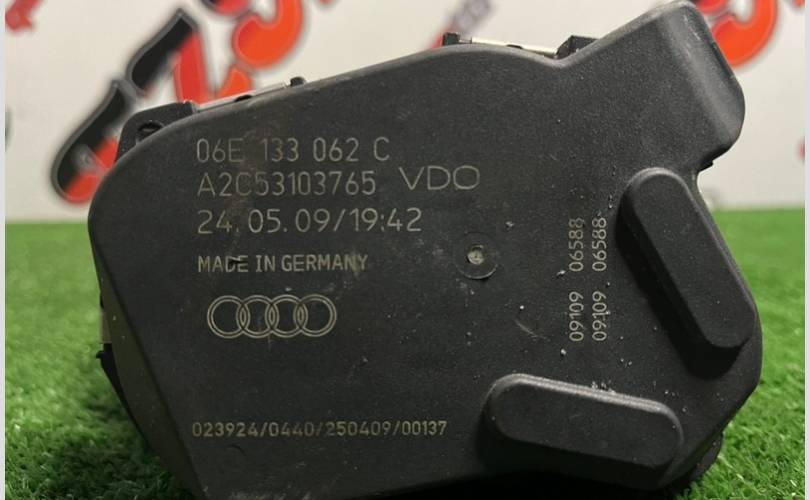 06E 133 062 C
A2C53103765 VDO
24.05.09/19:42
MADE IN GERMANY
023924/0440/250409/00137
09109 06588
09109 06588